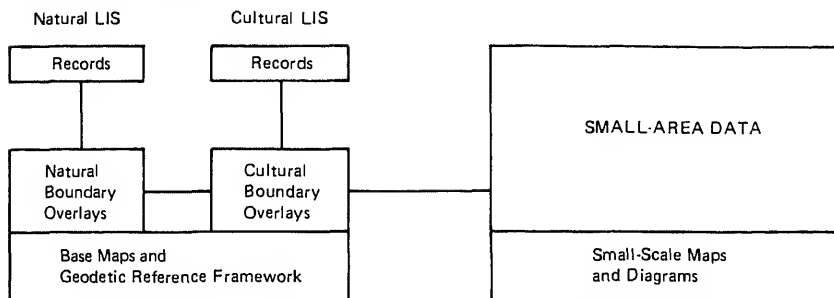 Natural LIS
Cultural LIS
Records
Records
SMALL-AREA DATA
Natural
Boundary
Overlays
Cultural
Boundary
Overlays
Base Maps and
Geodetic Reference Framework
Small-Scale Maps
and Diagrams